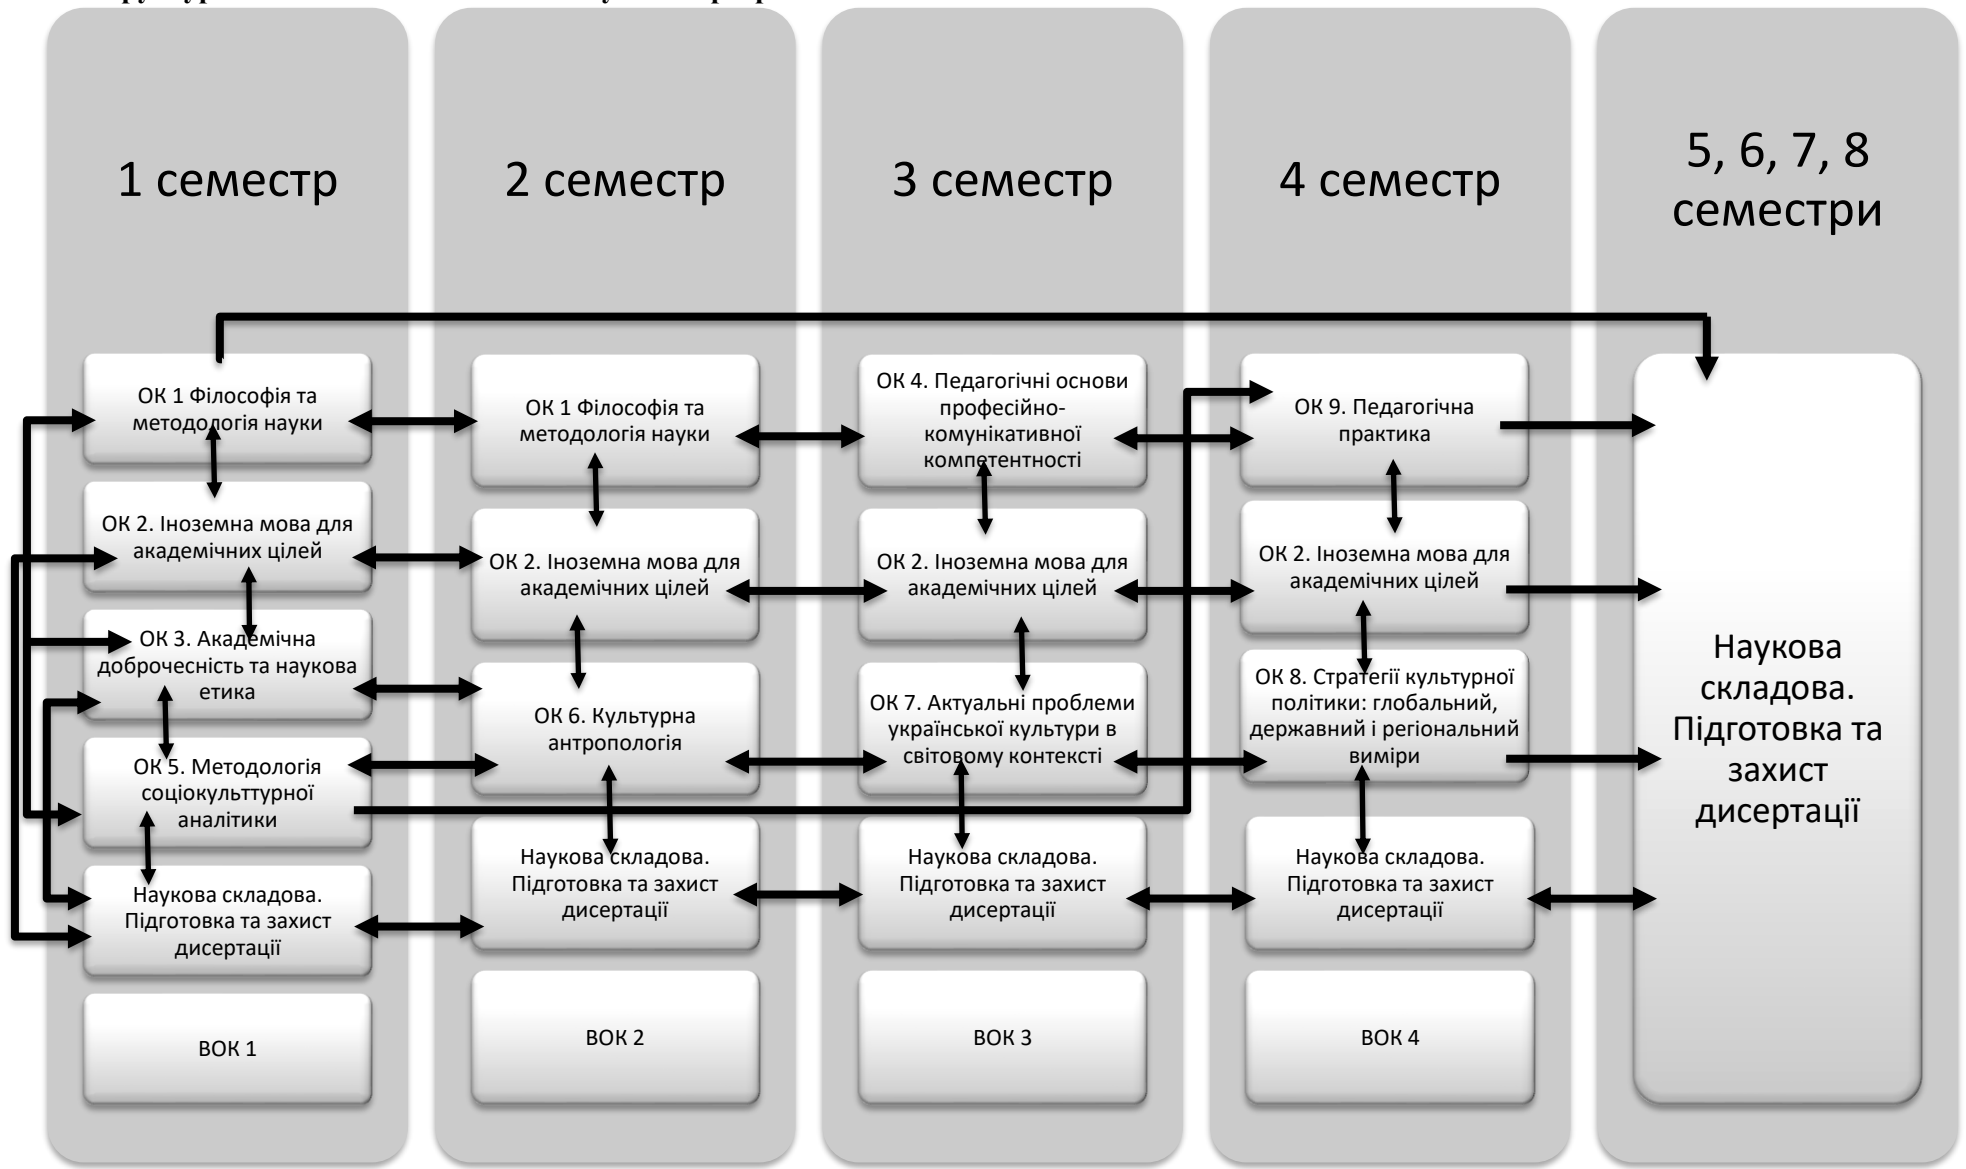 1 семестр
ОК 1 Філософія та
методологія науки
ОК 2. Іноземна мова для
академічних цілей
ОК 3. Академічна
доброчесність та наукова
етика
ОК 5. Методологія
соціокульттурної
аналітики
Наукова складова.
Підготовка та захист
дисертації
ВОК 1
2 семестр
ОК 1 Філософія та
методологія науки
ОК 2. Іноземна мова для
академічних цілей
ОК 6. Культурна
антропологія
Наукова складова.
Підготовка та захист
дисертації
ВОК 2
3 семестр
ОК 4. Педагогічні основи
професійно-
комунікативної
компетентності
ОК 2. Іноземна мова для
академічних цілей
ОК 7. Актуальні проблеми
української культури в
світовому контексті
Наукова складова.
Підготовка та захист
дисертації
ВОК 3
4 семестр
ОК 9. Педагогічна
практика
ОК 2. Іноземна мова для
академічних цілей
ОК 8. Стратегії культурної
політики: глобальний,
державний і регіональний
виміри
Наукова складова.
Підготовка та захист
дисертації
ВОК 4
5, 6, 7, 8
семестри
Наукова
складова.
Підготовка та
захист
дисертації